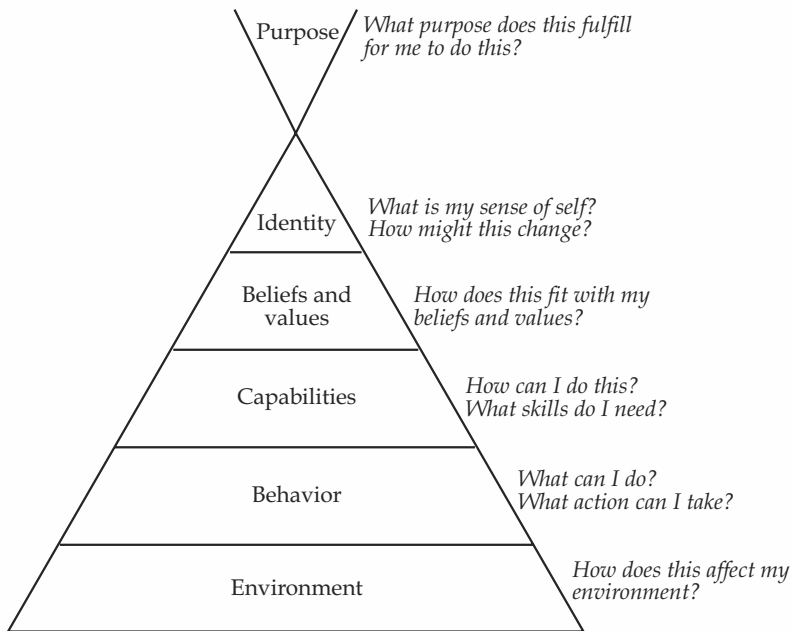 Purpose
What purpose does this fulfill
for me to do this?
Identity
What is my sense of self?
How might this change?
Beliefs and
values
How does this fit with my
beliefs and values?
Capabilities
How can I do this?
What skills do I need?
Behavior
What can I do?
What action can I take?
Environment
How does this affect my
environment?